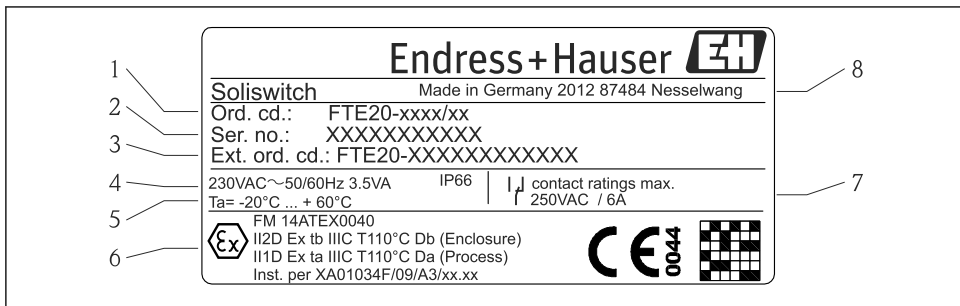 Endress+Hauser EH
Soliswitch Made in Germany 2012 87484 Nesselwang
Ord. cd.: FTE20-xxxx/xx
Ser. no.: XXXXXXXXXXX
Ext. ord. cd.: FTE20-XXXXXXXXXXXXX
230VAC~50/60Hz 3.5VA IP66 contact ratings max.
Ta= -20°C ... + 60°C 250VAC / 6A
FM 14ATEX0040
II2D Ex tb IIIC T110°C Db (Enclosure)
II1D Ex ta IIIC T110°C Da (Process)
Inst. per XA01034F/09/A3/xx.xx
Ex
CE 0044
1
2
3
4
5
6
7
8